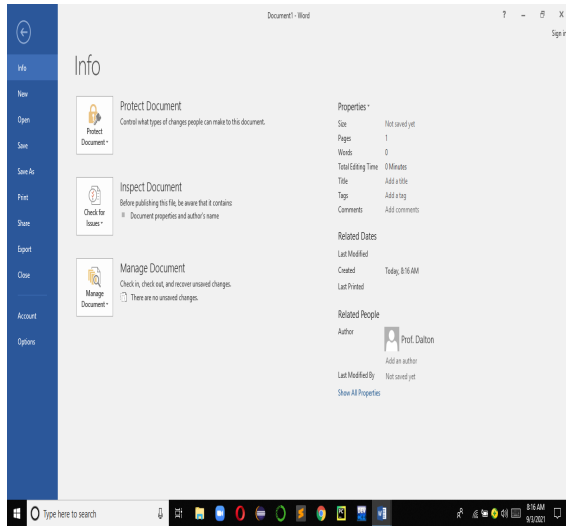 Document1 - Word
?
Sign in
Info
New
Open
Save
Save As
Print
Share
Export
Close
Account
Options
Info
Protect Document
Protect Document
Control what types of changes people can make to this document.
Check for Issues
Inspect Document
Before publishing this file, be aware that it contains:
Document properties and author's name
Manage Document
Manage Document
Check in, check out, and recover unsaved changes.
There are no unsaved changes.
Properties
Size Not saved yet
Pages 1
Words 0
Total Editing Time 0 Minutes
Title Add a title
Tags Add a tag
Comments Add comments
Related Dates
Last Modified
Created Today, 8:16 AM
Last Printed
Related People
Author Prof. Dalton
Add an author
Last Modified By Not saved yet
Show All Properties
Type here to search
8:16 AM
9/3/2021